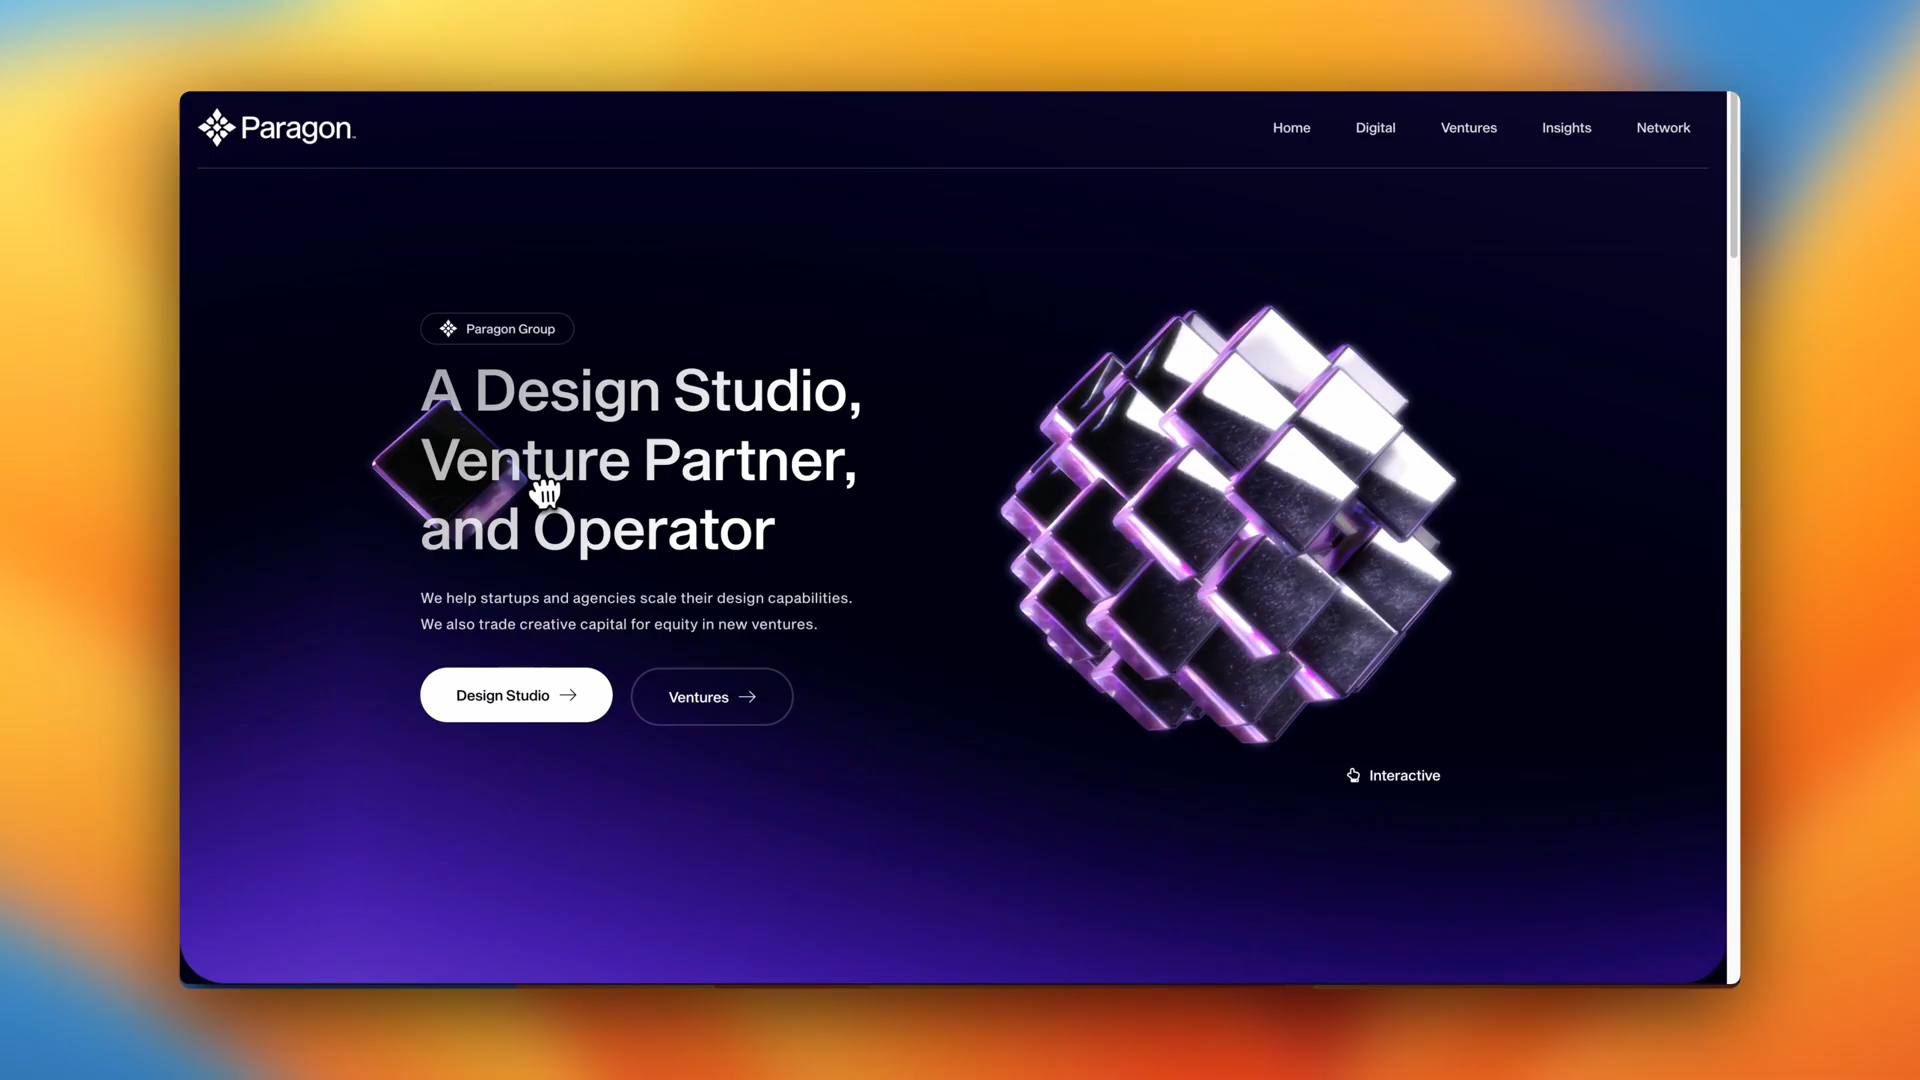 Paragon
Home
Digital
Ventures
Insights
Network
Paragon Group
A Design Studio,
Venture Partner,
and Operator
We help startups and agencies scale their design capabilities.
We also trade creative capital for equity in new ventures.
Design Studio
Ventures
Interactive